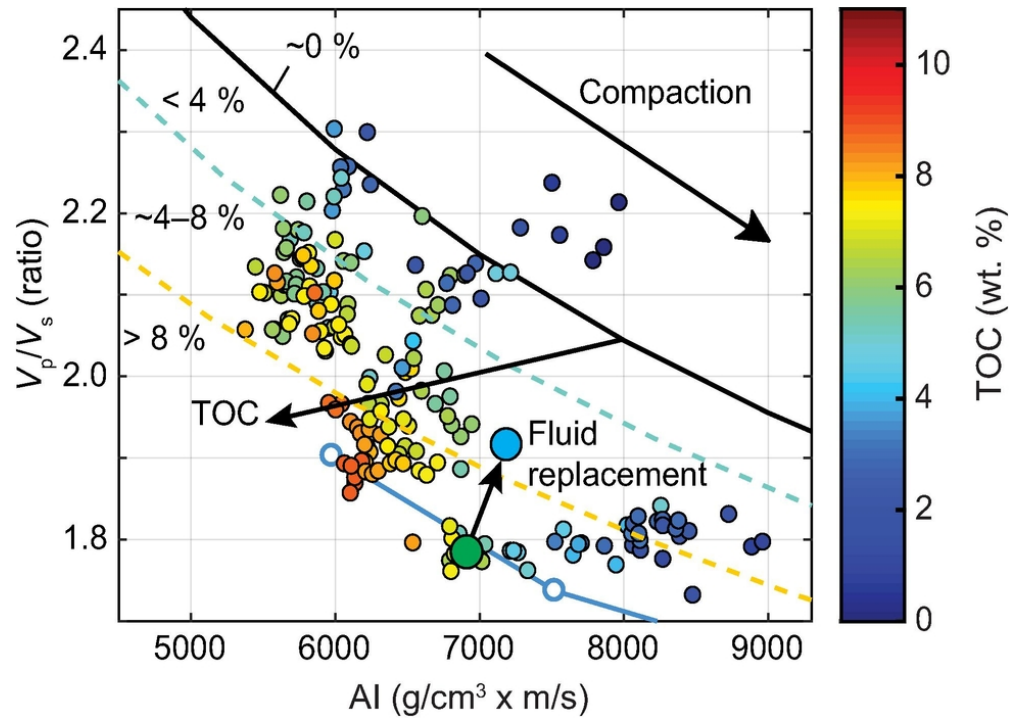 2.4
2.2
2.0
1.8
Vp/Vs (ratio)
~0 %
< 4 %
~4–8 %
> 8 %
Compaction
TOC
Fluid
replacement
5000 6000 7000 8000 9000
AI (g/cm³ x m/s)
10
8
6
4
2
0
TOC (wt. %)